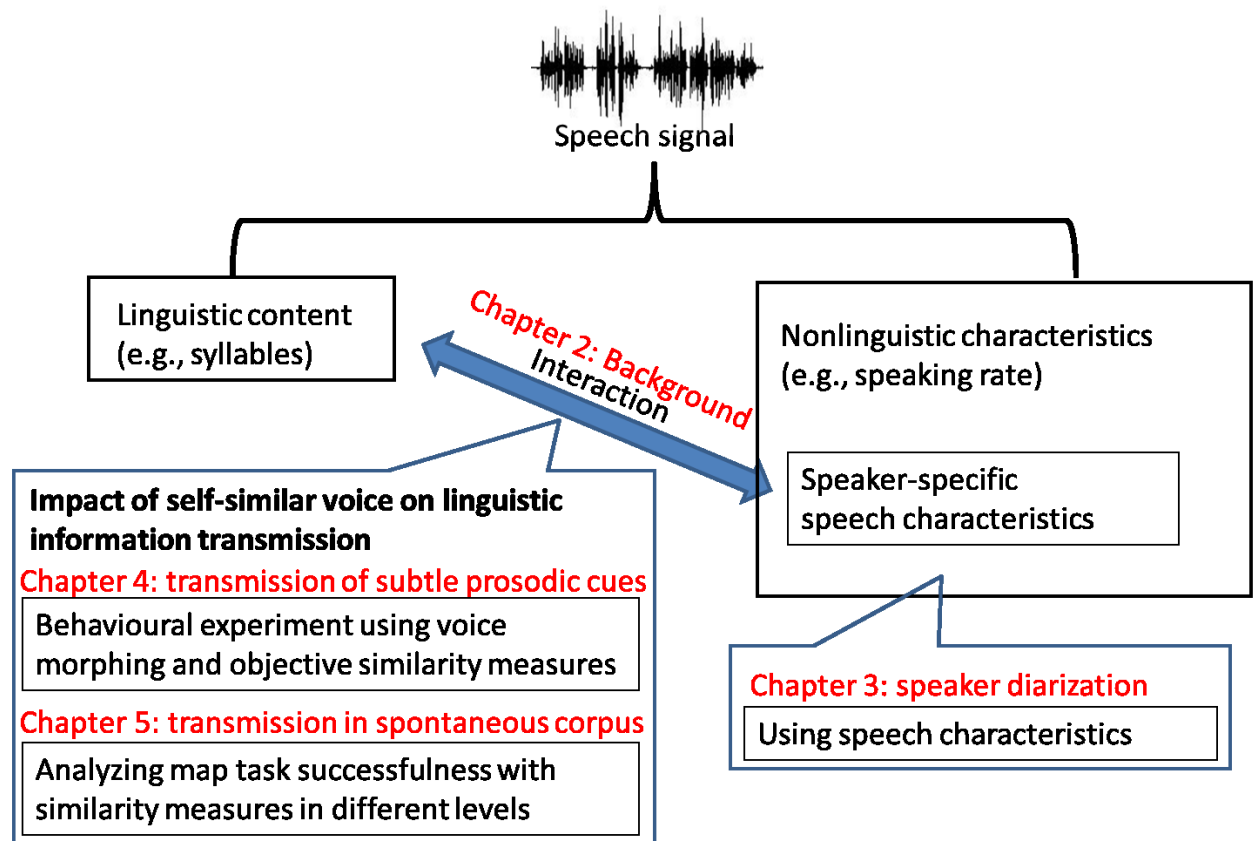 Speech signal
Linguistic content
(e.g., syllables)
Chapter 2: Background
Interaction
Nonlinguistic characteristics
(e.g., speaking rate)
Speaker-specific
speech characteristics
Impact of self-similar voice on linguistic
information transmission
Chapter 4: transmission of subtle prosodic cues
Behavioural experiment using voice
morphing and objective similarity measures
Chapter 5: transmission in spontaneous corpus
Analyzing map task successfulness with
similarity measures in different levels
Chapter 3: speaker diarization
Using speech characteristics